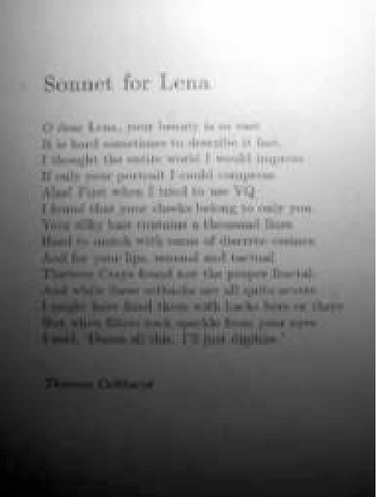 Sonnet for Lena
O dear Lena, your beauty is so vast
It is hard sometimes to describe it fast.
I thought the entire world I would impress
If only your portrait I could compress.
Alas! First when I tried to use VQ
I found that your cheeks belong to only you.
Your silky hair contains a thousand lines
Hard to match with sums of discrete cosines.
And for your lips, sensual and tactual
Thirteen Crays found not the proper fractal.
And while these setbacks are all quite severe
I might have fixed them with hacks here or there
But when filters took sparkle from your eyes
I said, 'Damn all this. I'll just digitize.'
Thomas Colthurst